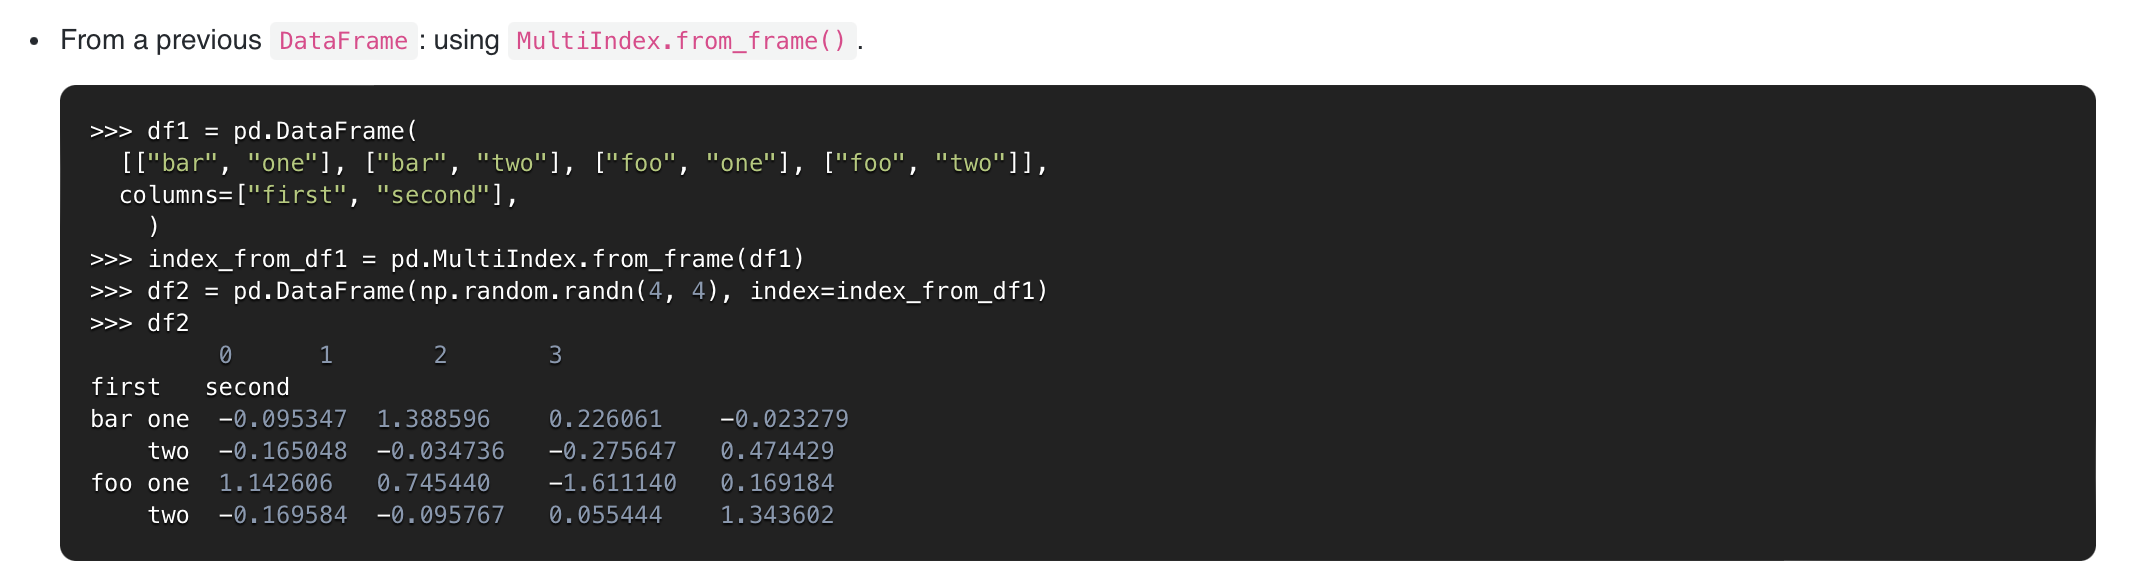 • From a previous DataFrame : using MultiIndex.from_frame() .
>>> df1 = pd.DataFrame(
  [["bar", "one"], ["bar", "two"], ["foo", "one"], ["foo", "two"]],
  columns=["first", "second"],
    )
>>> index_from_df1 = pd.MultiIndex.from_frame(df1)
>>> df2 = pd.DataFrame(np.random.randn(4, 4), index=index_from_df1)
>>> df2
         0      1       2       3
first   second
bar one  -0.095347  1.388596    0.226061    -0.023279
    two  -0.165048  -0.034736   -0.275647   0.474429
foo one  1.142606   0.745440    -1.611140   0.169184
    two  -0.169584  -0.095767   0.055444    1.343602